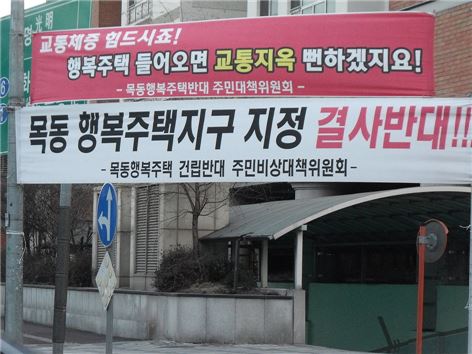 明
光
교통체증 힘드시죠!
행복주택 들어오면 교통지옥 뻔하겠지요!
- 목동행복주택반대 주민대책위원회 -
목동 행복주택지구 지정 결사반대!!!
- 목동행복주택 건립반대 주민비상대책위원회 -